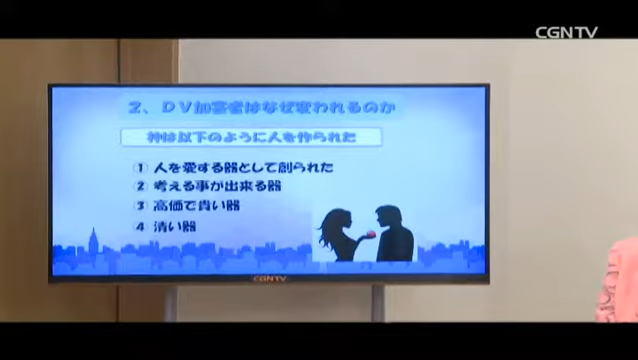 CGNTV
2、DV加害者はなぜ変われるのか
神は以下のように人を作られた
① 人を愛する器として創られた
② 考える事が出来る器
③ 高価で貴い器
④ 清い器
CGNTV